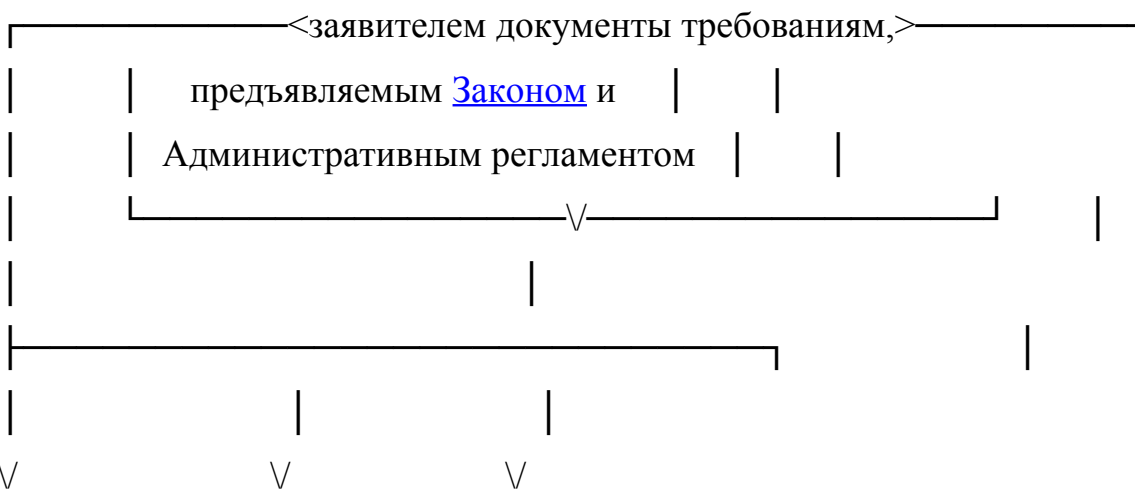 <заявителем документы требованиям,>
предъявляемым Законом и
Административным регламентом
\/
\/ \/ \/